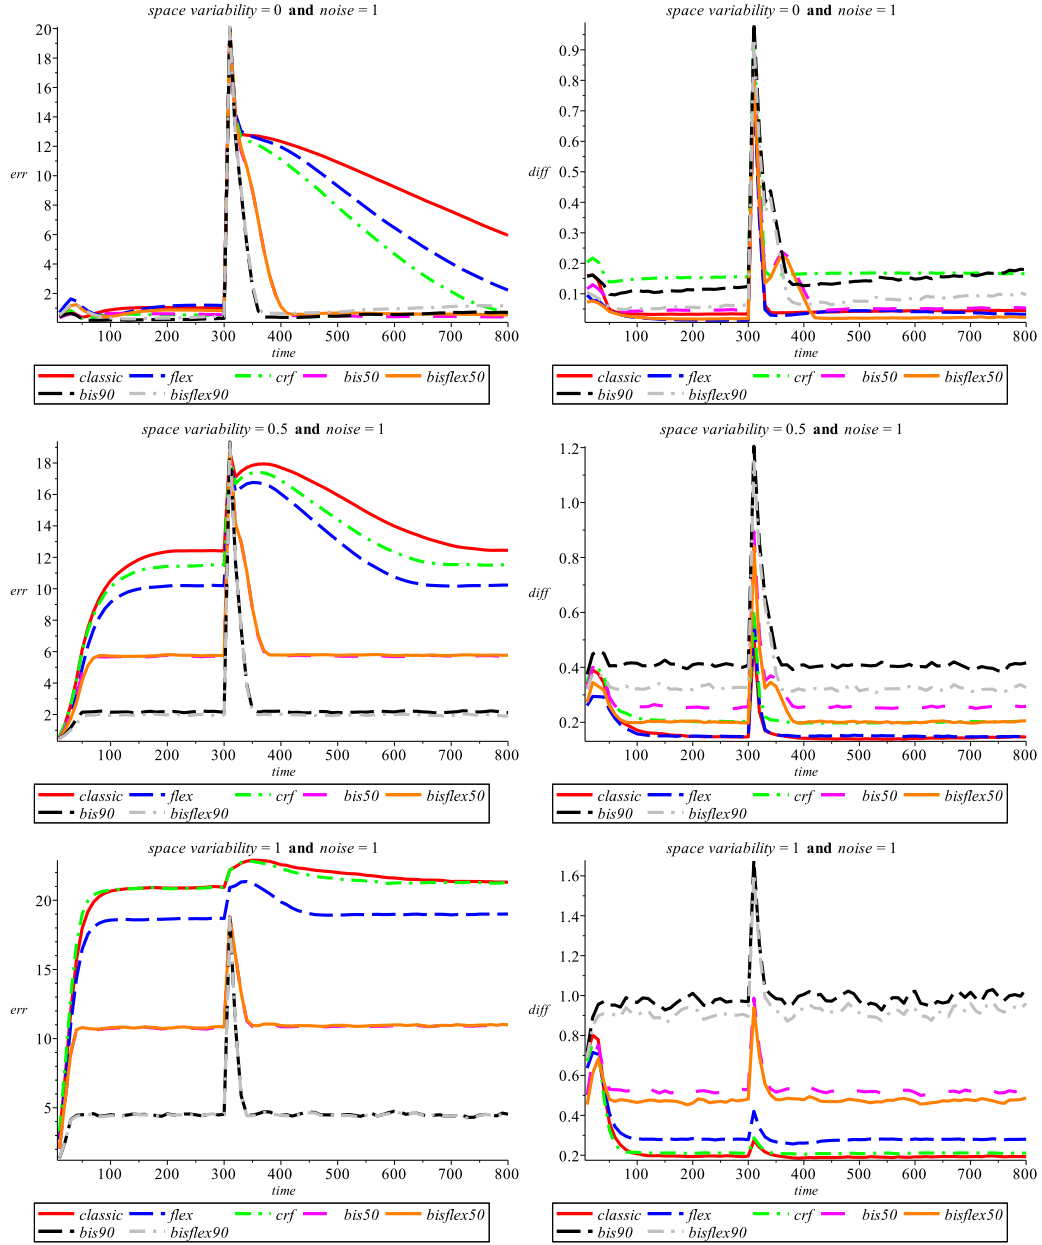 space variability = 0 and noise = 1
20
18
16
14
12
err 10
8
6
4
2
100 200 300 400 500 600 700 800
time
classic flex crf bis50 bisflex50
bis90 bisflex90
space variability = 0 and noise = 1
0.9
0.8
0.7
0.6
diff 0.5
0.4
0.3
0.2
0.1
100 200 300 400 500 600 700 800
time
classic flex crf bis50 bisflex50
bis90 bisflex90
space variability = 0.5 and noise = 1
18
16
14
12
err 10
8
6
4
2
100 200 300 400 500 600 700 800
time
classic flex crf bis50 bisflex50
bis90 bisflex90
space variability = 0.5 and noise = 1
1.2
1.0
0.8
diff
0.6
0.4
0.2
100 200 300 400 500 600 700 800
time
classic flex crf bis50 bisflex50
bis90 bisflex90
space variability = 1 and noise = 1
20
15
err
10
5
100 200 300 400 500 600 700 800
time
classic flex crf bis50 bisflex50
bis90 bisflex90
space variability = 1 and noise = 1
1.6
1.4
1.2
diff 1.0
0.8
0.6
0.4
0.2
100 200 300 400 500 600 700 800
time
classic flex crf bis50 bisflex50
bis90 bisflex90